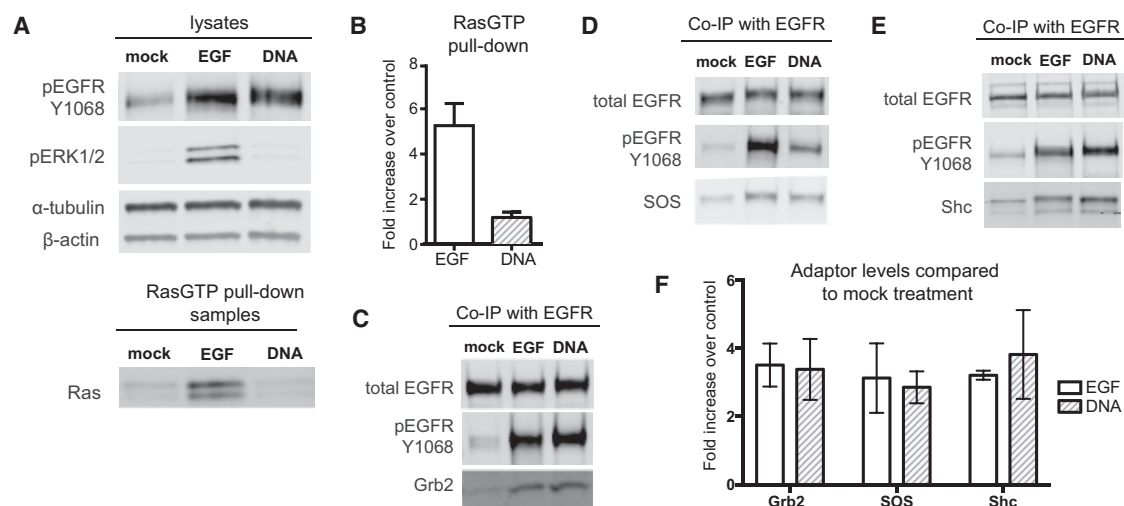 A
lysates
mock EGF DNA
pEGFR
Y1068
pERK1/2
α-tubulin
β-actin
RasGTP pull-down
samples
mock EGF DNA
Ras
B
RasGTP
pull-down
Fold increase over control
8
6
4
2
0
EGF DNA
C
Co-IP with EGFR
mock EGF DNA
total EGFR
pEGFR
Y1068
Grb2
D
Co-IP with EGFR
mock EGF DNA
total EGFR
pEGFR
Y1068
SOS
E
Co-IP with EGFR
mock EGF DNA
total EGFR
pEGFR
Y1068
Shc
F
Adaptor levels compared
to mock treatment
Fold increase over control
6
4
2
0
Grb2 SOS Shc
EGF
DNA